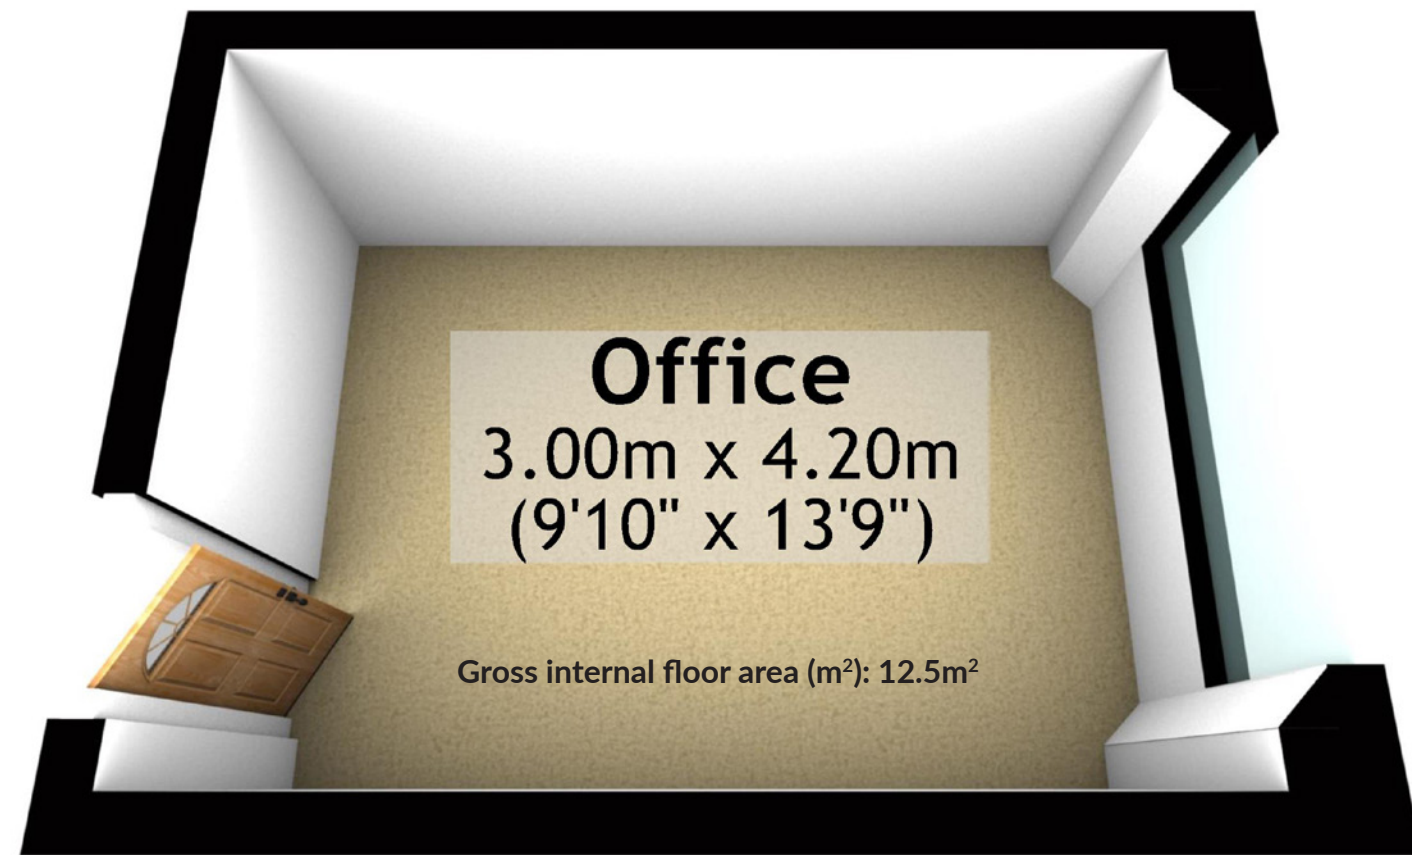 Office
3.00m x 4.20m
(9'10" x 13'9")
Gross internal floor area (m²): 12.5m²